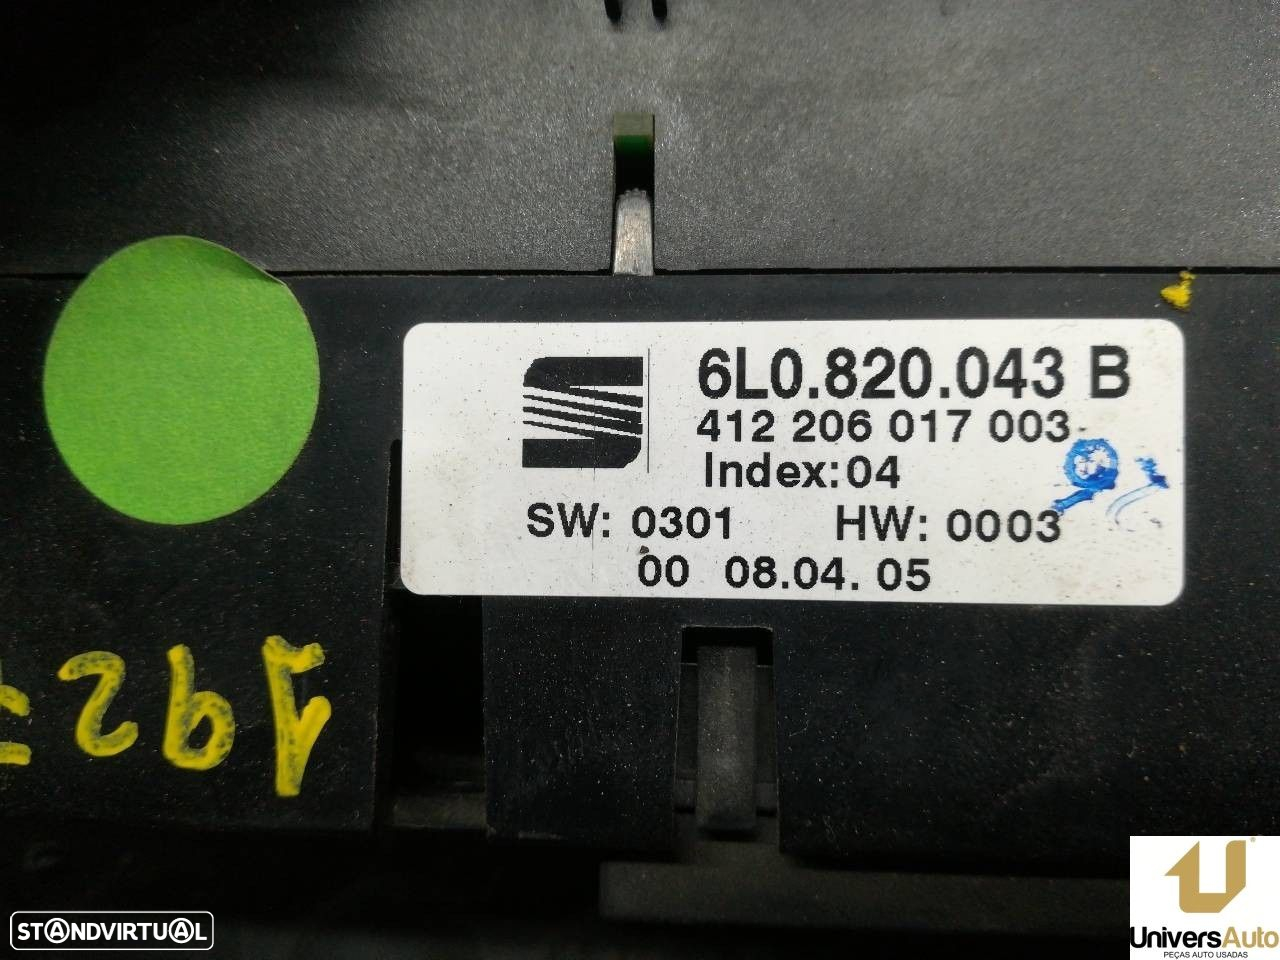 6L0.820.043 B
412 206 017 003
Index:04
SW: 0301 HW: 0003
00 08.04. 05
STANDVIRTUAL
UniversAuto
PEÇAS AUTO USADAS